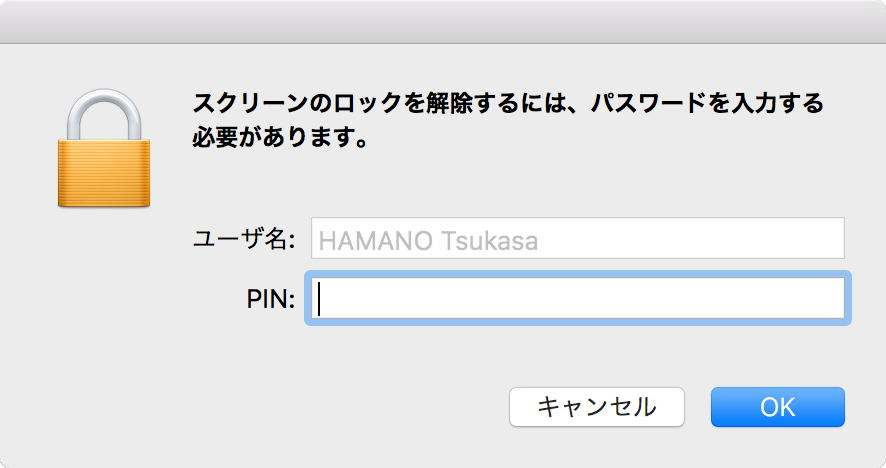 スクリーンのロックを解除するには、パスワードを入力する
必要があります。
ユーザ名: HAMANO Tsukasa
PIN:
キャンセル OK